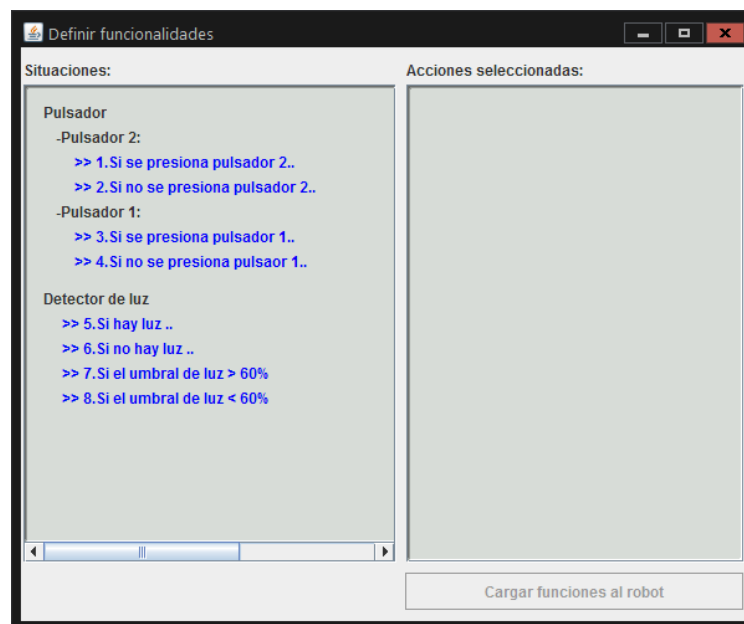 Definir funcionalidades
Situaciones:
Acciones seleccionadas:
Pulsador
-Pulsador 2:
>> 1.Si se presiona pulsador 2..
>> 2.Si no se presiona pulsador 2..
-Pulsador 1:
>> 3.Si se presiona pulsador 1..
>> 4.Si no se presiona pulsaor 1..
Detector de luz
>> 5.Si hay luz ..
>> 6.Si no hay luz ..
>> 7.Si el umbral de luz > 60%
>> 8.Si el umbral de luz < 60%
Cargar funciones al robot